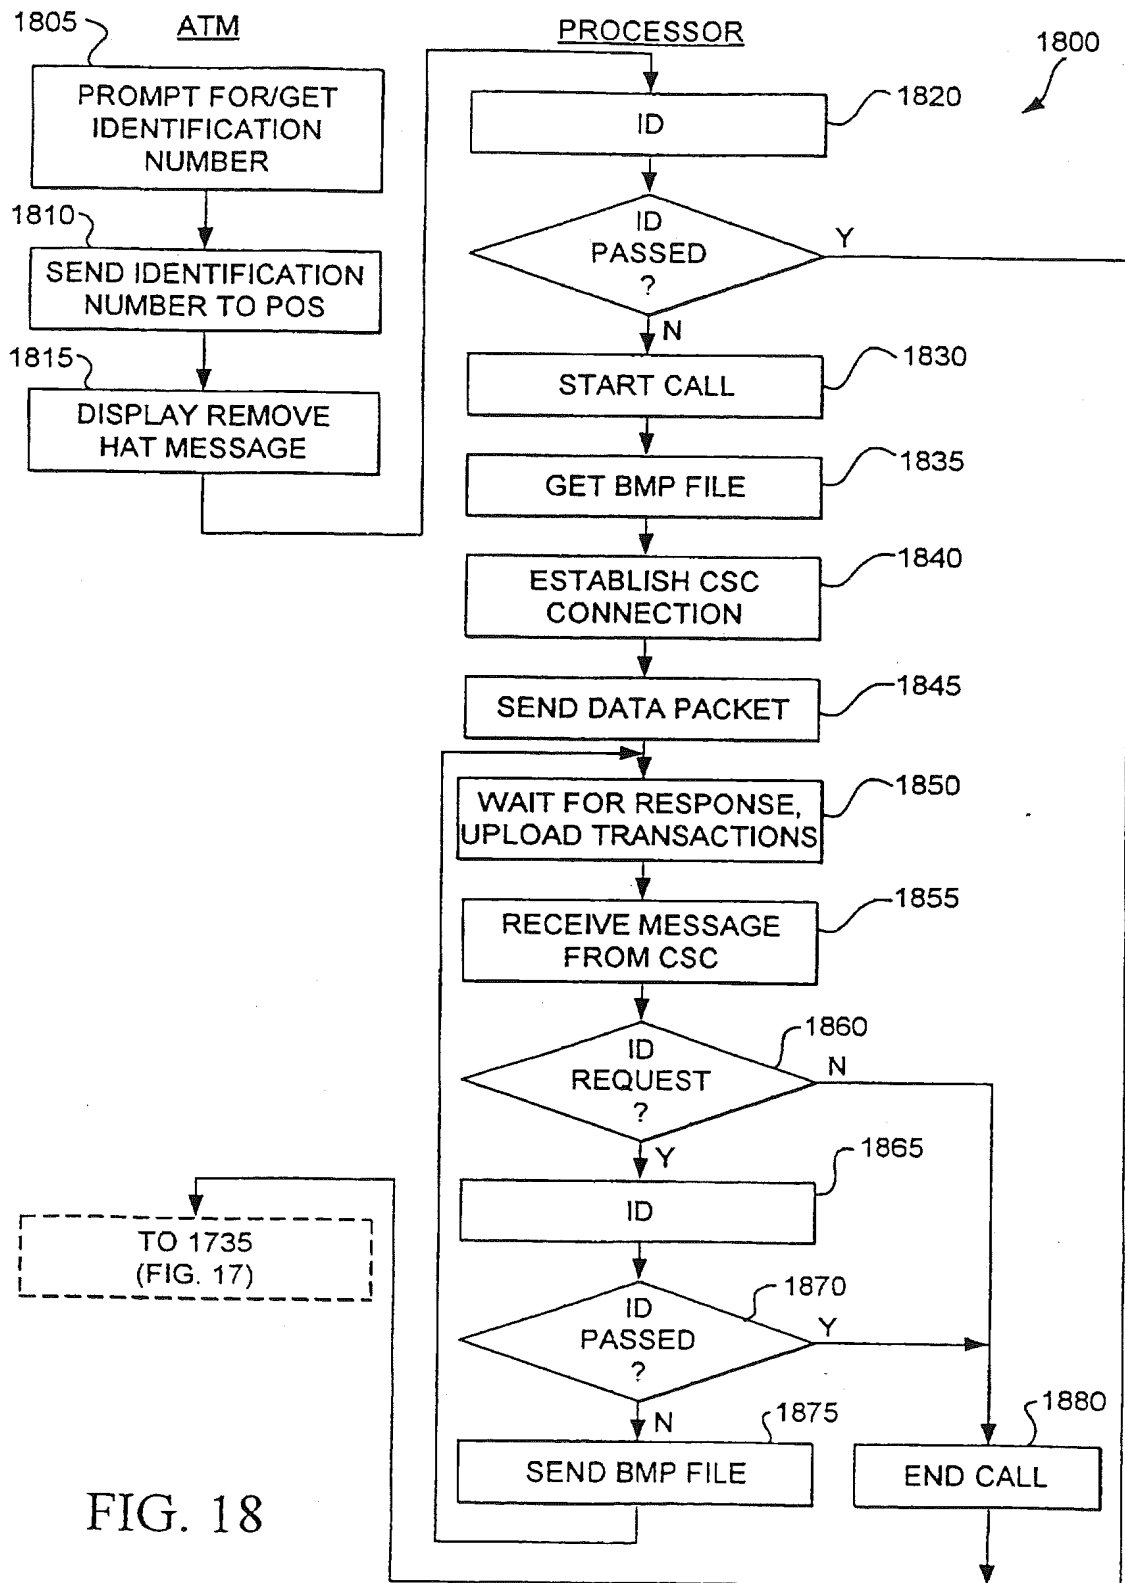 1805
ATM
PROMPT FOR/GET
IDENTIFICATION
NUMBER
1810
SEND IDENTIFICATION
NUMBER TO POS
1815
DISPLAY REMOVE
HAT MESSAGE
PROCESSOR
1800
1820
ID
ID
PASSED
?
Y
N
1830
START CALL
1835
GET BMP FILE
1840
ESTABLISH CSC
CONNECTION
1845
SEND DATA PACKET
1850
WAIT FOR RESPONSE,
UPLOAD TRANSACTIONS
1855
RECEIVE MESSAGE
FROM CSC
1860
ID
REQUEST
?
N
Y
1865
ID
TO 1735
(FIG. 17)
1870
ID
PASSED
?
Y
N
1875
SEND BMP FILE
1880
END CALL
FIG. 18